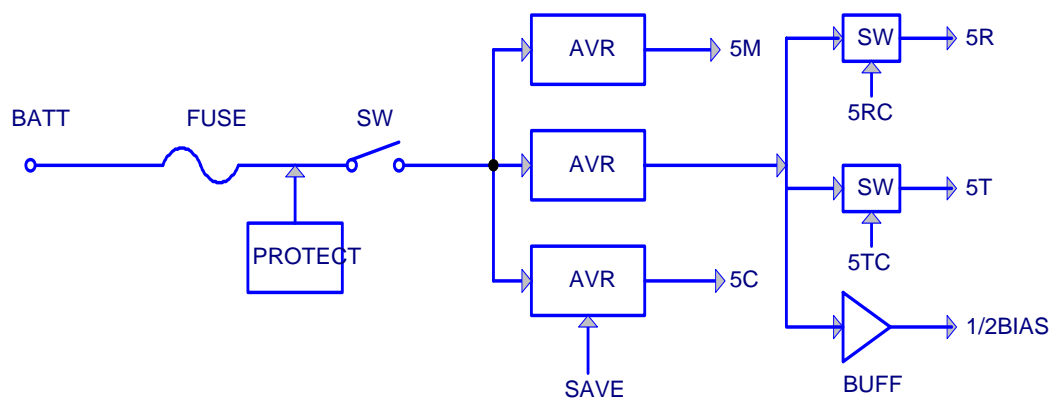 AVR
5M
SW
5R
5RC
BATT
FUSE
SW
AVR
SW
5T
5TC
PROTECT
AVR
5C
SAVE
1/2BIAS
BUFF